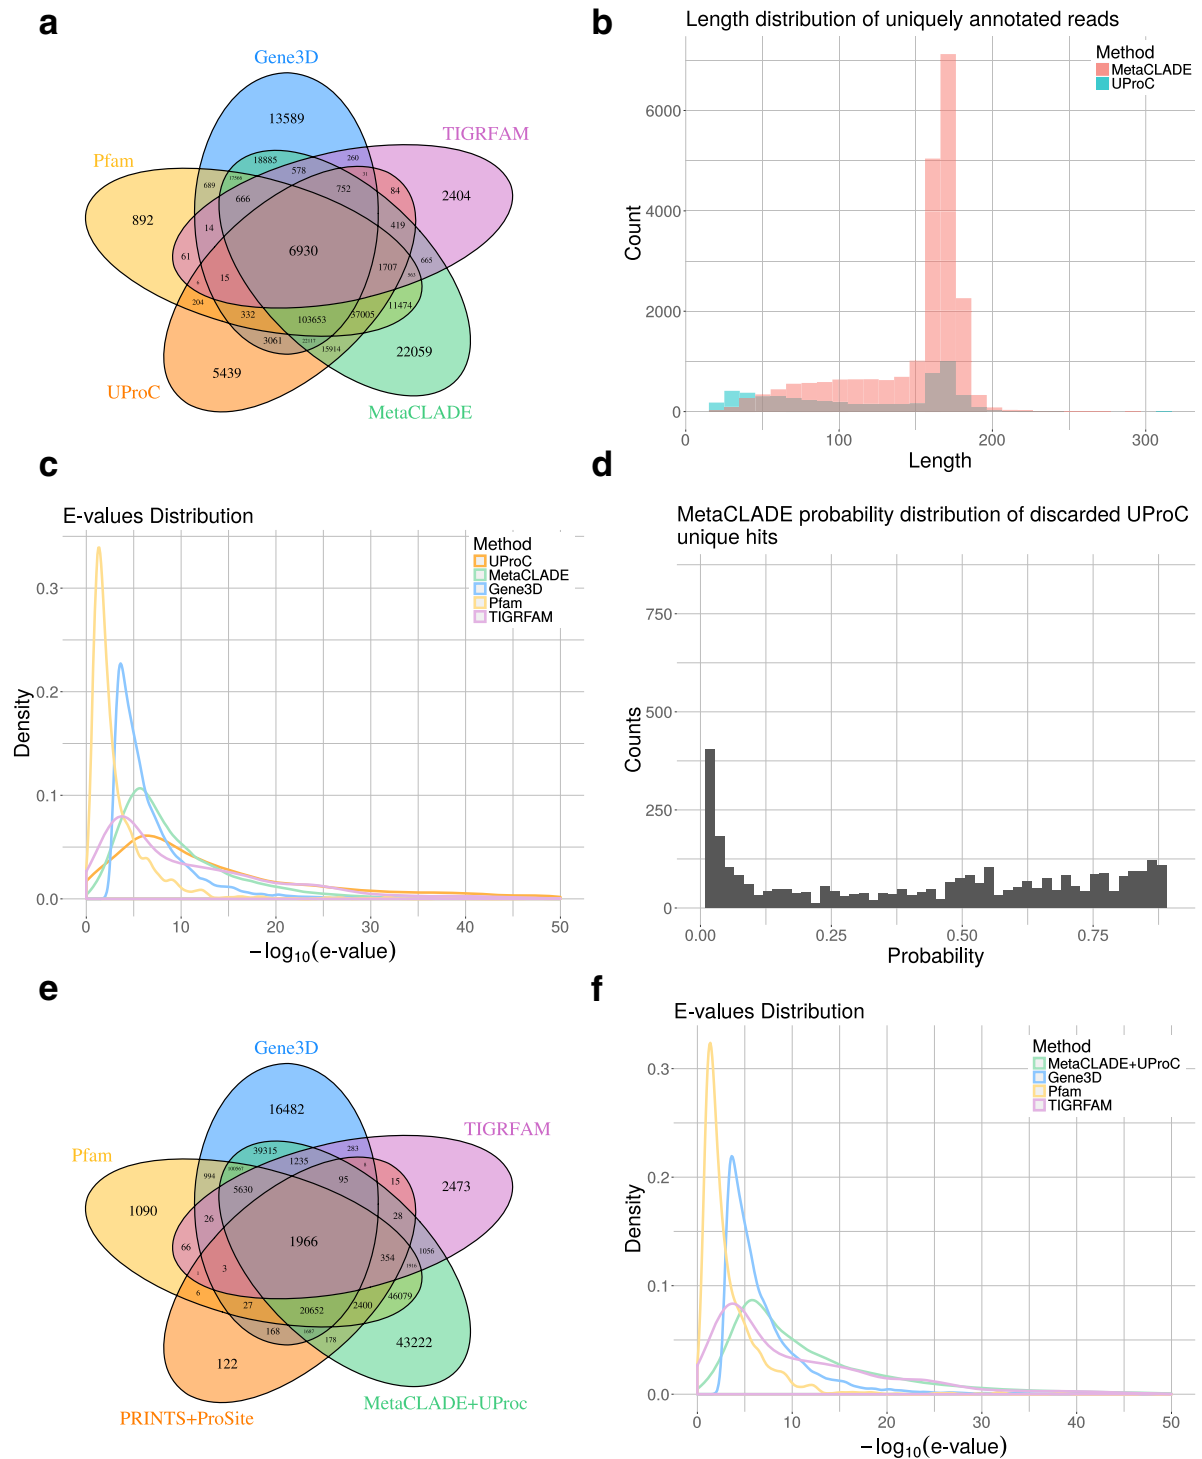 a
Gene3D
13589
TIGRFAM
Pfam
18885
578
260
689
666
752
84
2404
892
14
419
61
6930
665
15
1707
204
332
103653
37005
11474
3061
22117
15914
22059
5439
UProC
MetaCLADE
b
Length distribution of uniquely annotated reads
Method
MetaCLADE
UProC
6000
4000
2000
0
Count
0 100 200 300
Length
c
E-values Distribution
Method
UProC
MetaCLADE
Gene3D
Pfam
TIGRFAM
0.3
0.2
0.1
0.0
Density
0 10 20 30 40 50
−log10(e-value)
d
MetaCLADE probability distribution of discarded UProC
unique hits
750
500
250
0
Counts
0.00 0.25 0.50 0.75
Probability
e
Gene3D
16482
TIGRFAM
Pfam
39315
1235
283
994
5630
95
15
2473
1090
26
28
66
1966
1056
3
354
1916
6
27
20652
2400
46079
168
1687
178
43222
122
MetaCLADE+UProc
PRINTS+ProSite
f
E-values Distribution
Method
MetaCLADE+UProC
Gene3D
Pfam
TIGRFAM
0.3
0.2
0.1
0.0
Density
0 10 20 30 40 50
−log10(e-value)